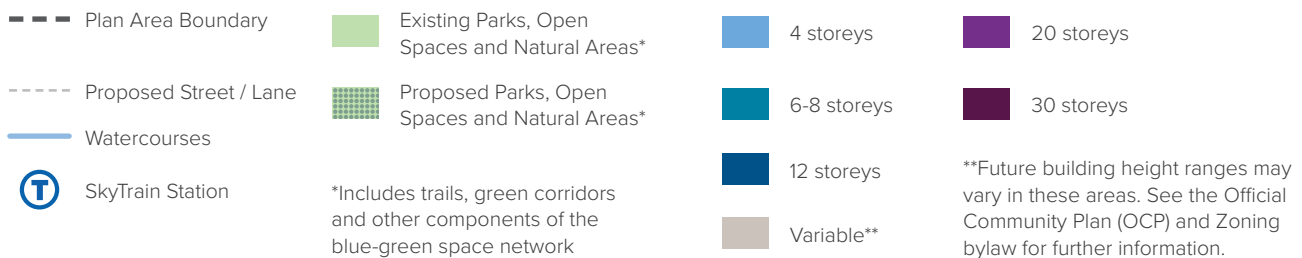 Plan Area Boundary
Proposed Street / Lane
Watercourses
T
SkyTrain Station
Existing Parks, Open
Spaces and Natural Areas*
Proposed Parks, Open
Spaces and Natural Areas*
*Includes trails, green corridors
and other components of the
blue-green space network
4 storeys
6-8 storeys
12 storeys
Variable**
20 storeys
30 storeys
**Future building height ranges may
vary in these areas. See the Official
Community Plan (OCP) and Zoning
bylaw for further information.